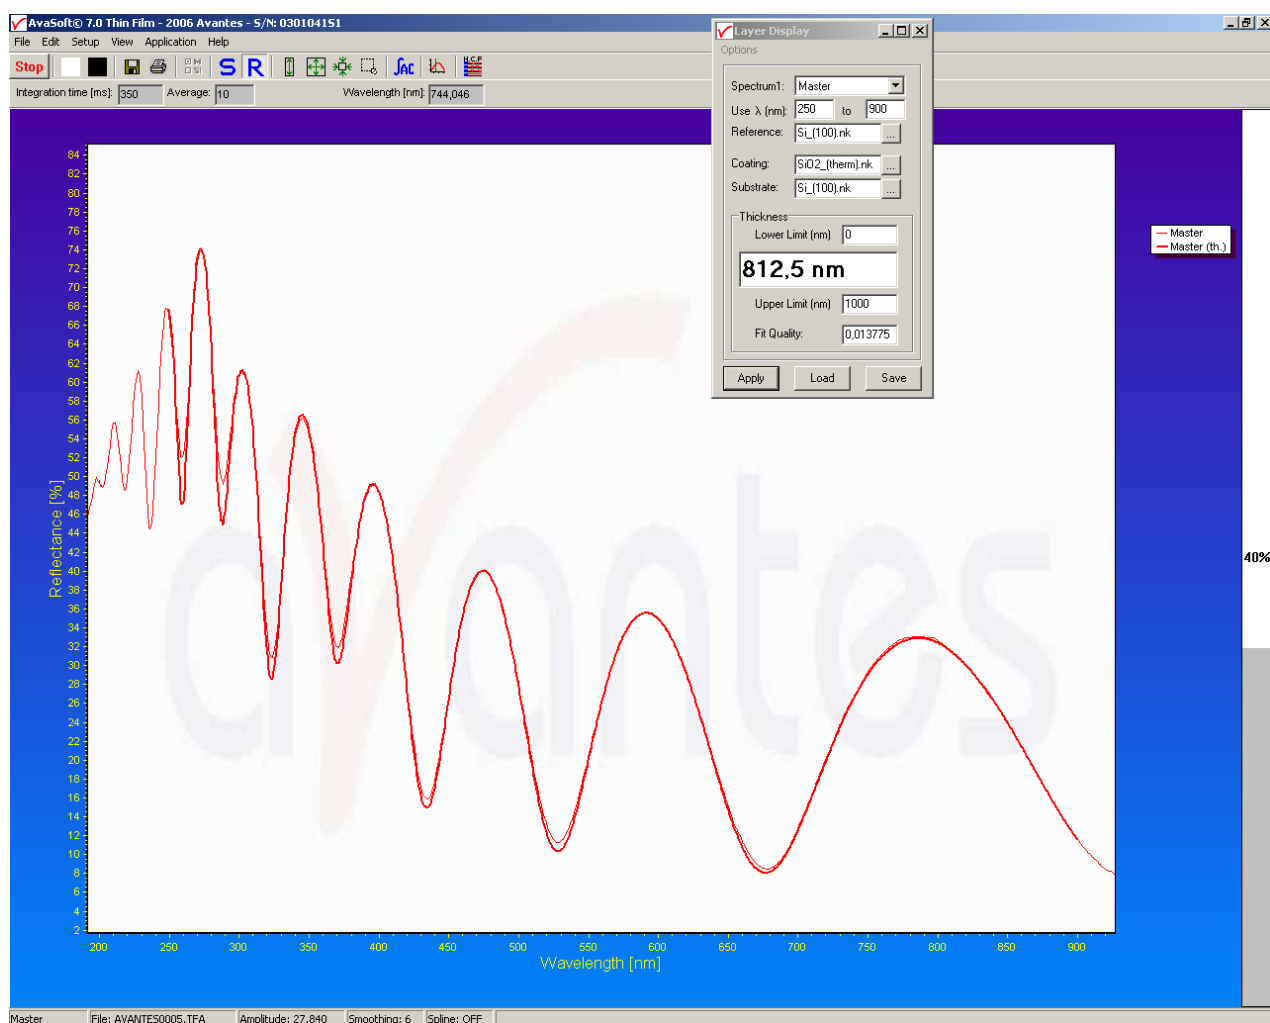 AvaSoft© 7.0 Thin Film - 2006 Avantes - S/N: 0301041S1
File Edit Setup View Application Help
Stop S R AC H.C.F
Integration time [ms]: 350 Average: 10 Wavelength [nm]: 744,046
Layer Display
Options
Spectrum1: Master
Use λ (nm): 250 to 900
Reference: Si_(100).nk ...
Coating: SiO2_(therm).nk ...
Substrate: Si_(100).nk ...
Thickness
Lower Limit (nm) 0
812,5 nm
Upper Limit (nm) 1000
Fit Quality: 0,013775
Apply Load Save
Master
Master (th.)
40%
84
82
80
78
76
74
72
70
68
66
64
62
60
58
56
54
52
50
48
46
44
42
40
38
36
34
32
30
28
26
24
22
20
18
16
14
12
10
8
6
4
2
Reflectance [%]
avantes
200 250 300 350 400 450 500 550 600 650 700 750 800 850 900
Wavelength [nm]
Master File: AVANTES0005.TFA Amplitude: 27,840 Smoothing: 6 Spline: OFF